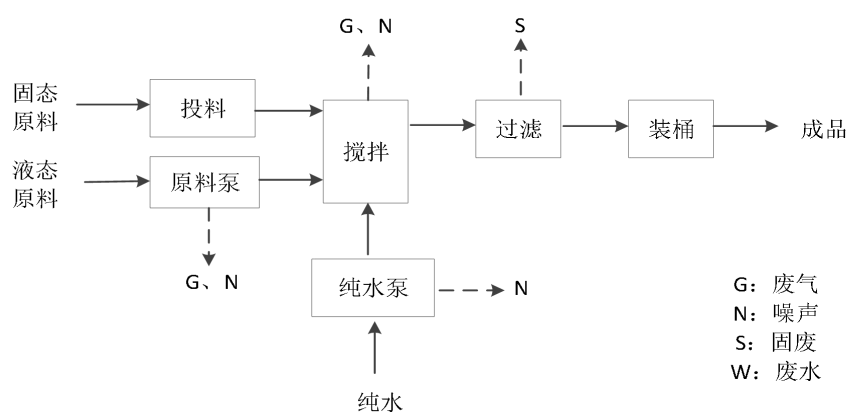 G、N
S
固态
原料
投料
搅拌
过滤
装桶
成品
液态
原料
原料泵
G、N
纯水泵
N
纯水
G：废气
N：噪声
S：固废
W：废水